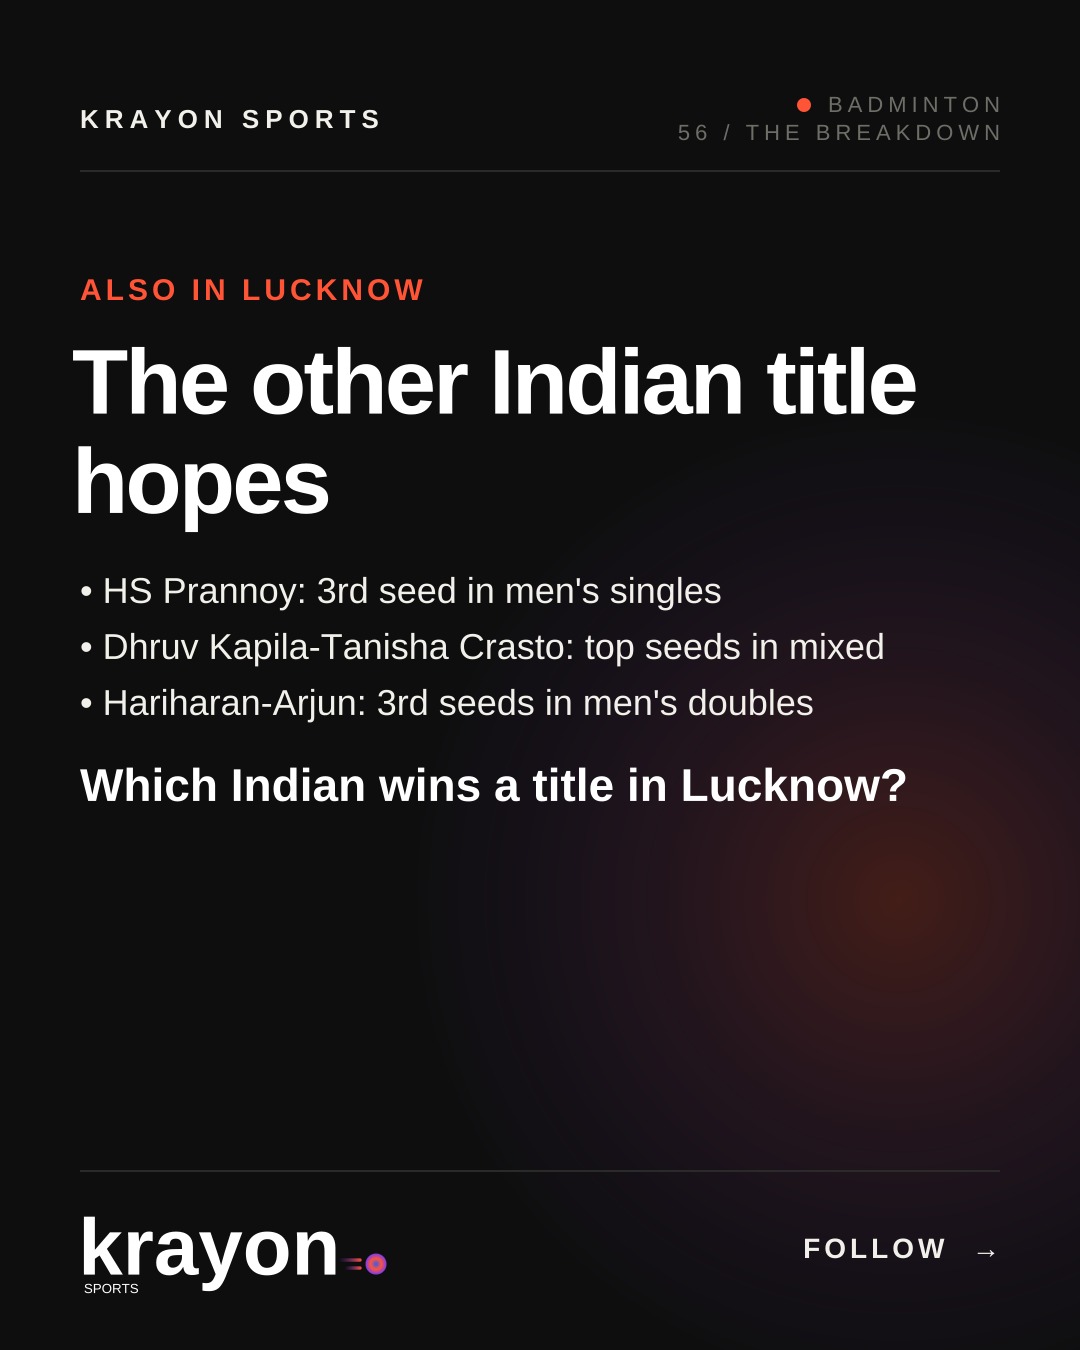 KRAYON SPORTS
BADMINTON
56 / THE BREAKDOWN
ALSO IN LUCKNOW
The other Indian title
hopes
• HS Prannoy: 3rd seed in men's singles
• Dhruv Kapila-Tanisha Crasto: top seeds in mixed
• Hariharan-Arjun: 3rd seeds in men's doubles
Which Indian wins a title in Lucknow?
krayon
SPORTS
FOLLOW →